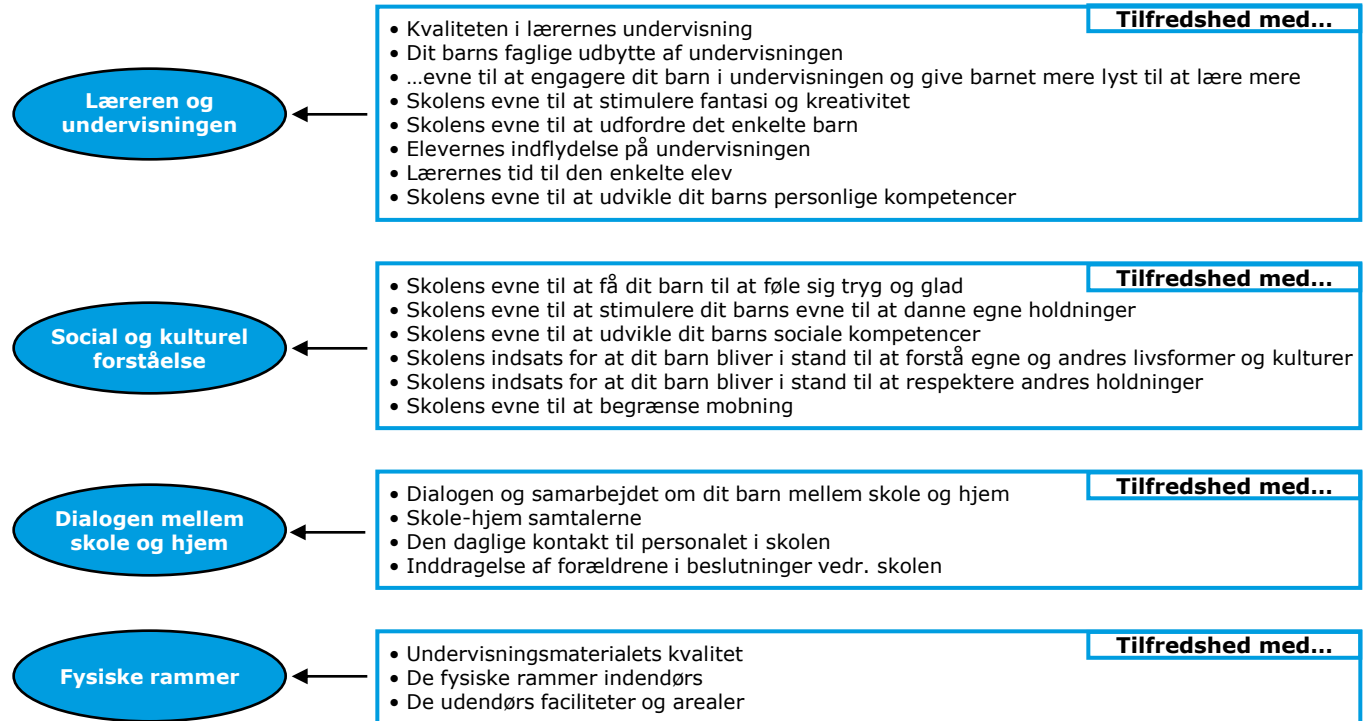 Læreren og
undervisningen
Tilfredshed med...
• Kvaliteten i lærernes undervisning
• Dit barns faglige udbytte af undervisningen
• …evne til at engagere dit barn i undervisningen og give barnet mere lyst til at lære mere
• Skolens evne til at stimulere fantasi og kreativitet
• Skolens evne til at udfordre det enkelte barn
• Elevernes indflydelse på undervisningen
• Lærernes tid til den enkelte elev
• Skolens evne til at udvikle dit barns personlige kompetencer
Social og kulturel
forståelse
Tilfredshed med...
• Skolens evne til at få dit barn til at føle sig tryg og glad
• Skolens evne til at stimulere dit barns evne til at danne egne holdninger
• Skolens evne til at udvikle dit barns sociale kompetencer
• Skolens indsats for at dit barn bliver i stand til at forstå egne og andres livsformer og kulturer
• Skolens indsats for at dit barn bliver i stand til at respektere andres holdninger
• Skolens evne til at begrænse mobning
Dialogen mellem
skole og hjem
Tilfredshed med...
• Dialogen og samarbejdet om dit barn mellem skole og hjem
• Skole-hjem samtalerne
• Den daglige kontakt til personalet i skolen
• Inddragelse af forældrene i beslutninger vedr. skolen
Fysiske rammer
Tilfredshed med...
• Undervisningsmaterialets kvalitet
• De fysiske rammer indendørs
• De udendørs faciliteter og arealer